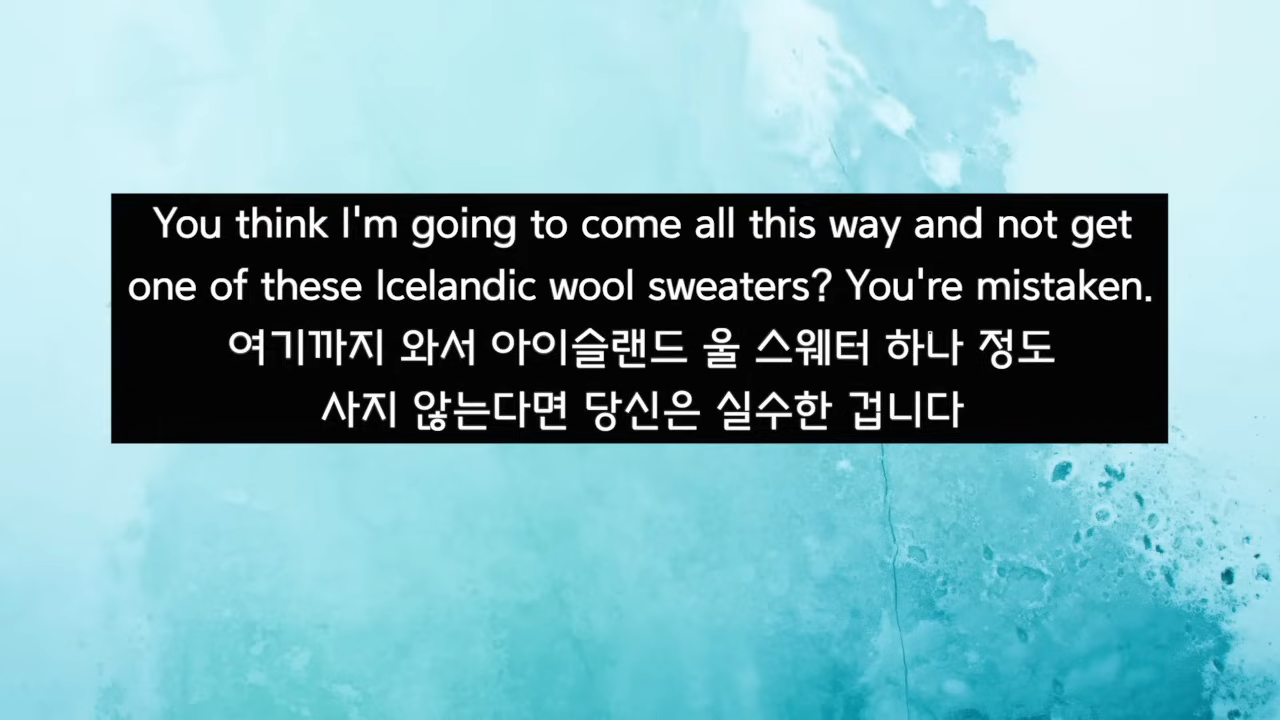 You think I'm going to come all this way and not get
one of these Icelandic wool sweaters? You're mistaken.
여기까지 와서 아이슬랜드 울 스웨터 하나 정도
사지 않는다면 당신은 실수한 겁니다